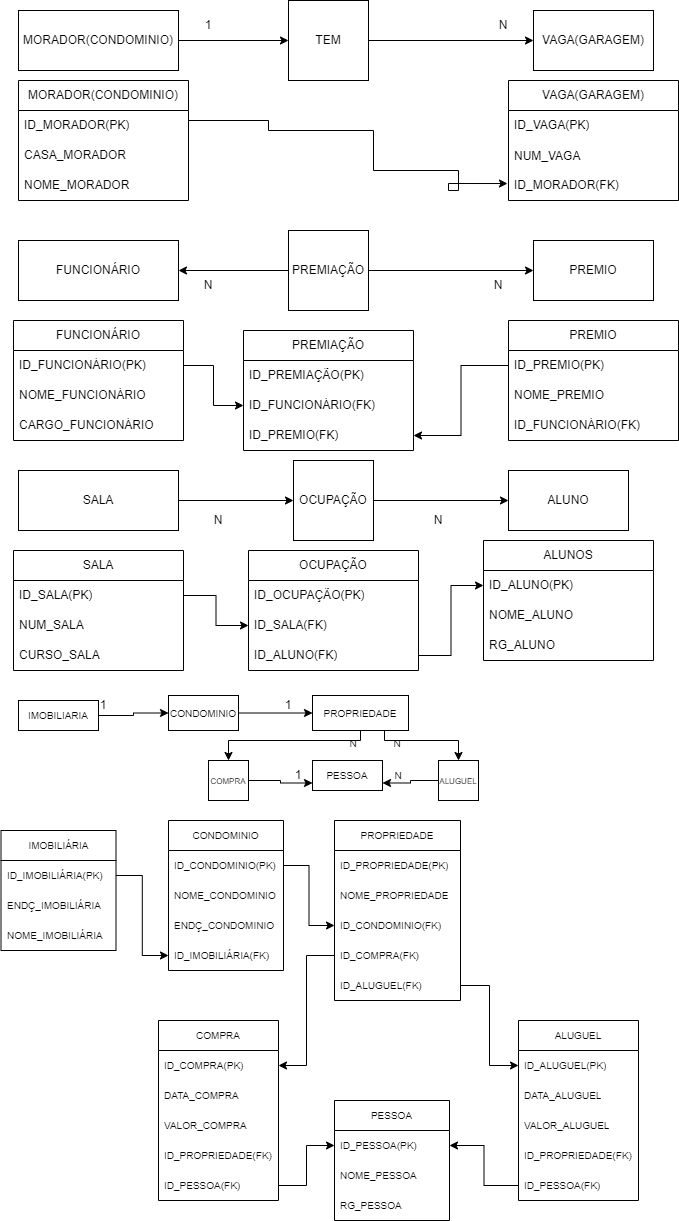 MORADOR(CONDOMINIO)
1
TEM
N
VAGA(GARAGEM)
MORADOR(CONDOMINIO)
ID_MORADOR(PK)
CASA_MORADOR
NOME_MORADOR
VAGA(GARAGEM)
ID_VAGA(PK)
NUM_VAGA
ID_MORADOR(FK)
FUNCIONÁRIO
N
PREMIAÇÃO
N
PREMIO
FUNCIONÁRIO
ID_FUNCIONÁRIO(PK)
NOME_FUNCIONÁRIO
CARGO_FUNCIONÁRIO
PREMIAÇÃO
ID_PREMIAÇÃO(PK)
ID_FUNCIONÁRIO(FK)
ID_PREMIO(FK)
PREMIO
ID_PREMIO(PK)
NOME_PREMIO
ID_FUNCIONÁRIO(FK)
SALA
N
OCUPAÇÃO
N
ALUNO
SALA
ID_SALA(PK)
NUM_SALA
CURSO_SALA
OCUPAÇÃO
ID_OCUPAÇÃO(PK)
ID_SALA(FK)
ID_ALUNO(FK)
ALUNOS
ID_ALUNO(PK)
NOME_ALUNO
RG_ALUNO
IMOBILIARIA
1
CONDOMINIO
1
PROPRIEDADE
N
N
COMPRA
1
PESSOA
N
ALUGUEL
IMOBILIÁRIA
ID_IMOBILIÁRIA(PK)
ENDÇ_IMOBILIÁRIA
NOME_IMOBILIÁRIA
CONDOMINIO
ID_CONDOMINIO(PK)
NOME_CONDOMINIO
ENDÇ_CONDOMINIO
ID_IMOBILIÁRIA(FK)
PROPRIEDADE
ID_PROPRIEDADE(PK)
NOME_PROPRIEDADE
ID_CONDOMINIO(FK)
ID_COMPRA(FK)
ID_ALUGUEL(FK)
COMPRA
ID_COMPRA(PK)
DATA_COMPRA
VALOR_COMPRA
ID_PROPRIEDADE(FK)
ID_PESSOA(FK)
PESSOA
ID_PESSOA(PK)
NOME_PESSOA
RG_PESSOA
ALUGUEL
ID_ALUGUEL(PK)
DATA_ALUGUEL
VALOR_ALUGUEL
ID_PROPRIEDADE(FK)
ID_PESSOA(FK)